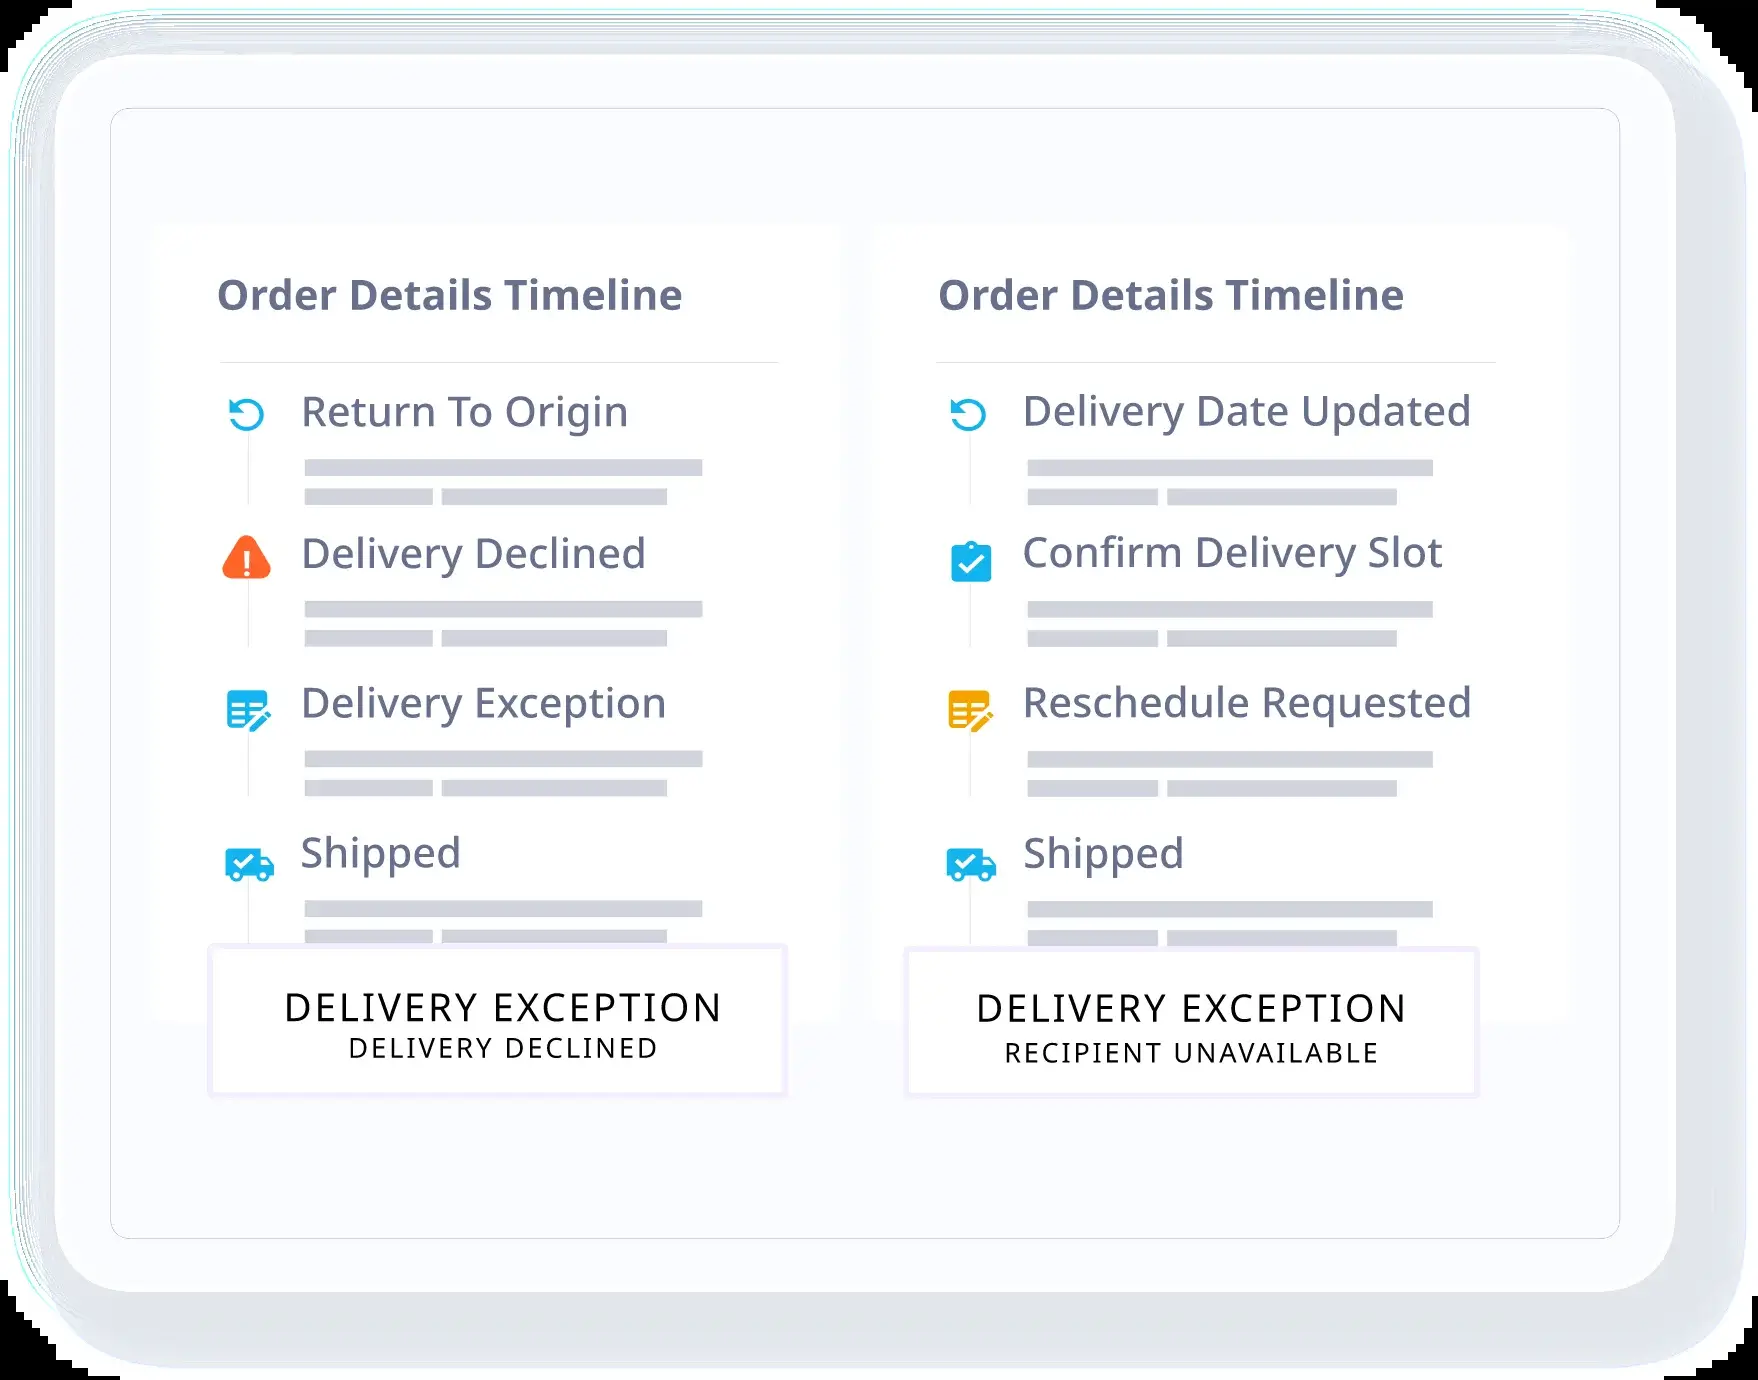 Order Details Timeline
Return To Origin
Delivery Declined
Delivery Exception
Shipped
DELIVERY EXCEPTION
DELIVERY DECLINED
Order Details Timeline
Delivery Date Updated
Confirm Delivery Slot
Reschedule Requested
Shipped
DELIVERY EXCEPTION
RECIPIENT UNAVAILABLE